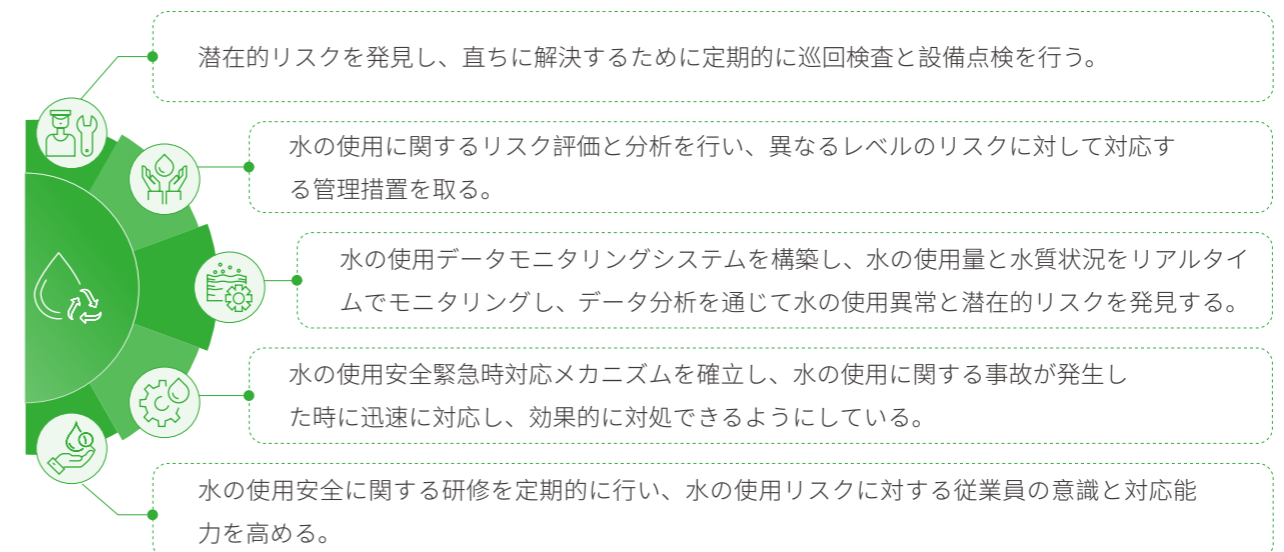 潜在的リスクを発見し、直ちに解決するために定期的に巡回検査と設備点検を行う。
水の使用に関するリスク評価と分析を行い、異なるレベルのリスクに対して対応す
る管理措置を取る。
水の使用データモニタリングシステムを構築し、水の使用量と水質状況をリアルタイ
ムでモニタリングし、データ分析を通じて水の使用異常と潜在的リスクを発見する。
水の使用安全緊急時対応メカニズムを確立し、水の使用に関する事故が発生し
た時に迅速に対応し、効果的に対処できるようにしている。
水の使用安全に関する研修を定期的に行い、水の使用リスクに対する従業員の意識と対応能
力を高める。